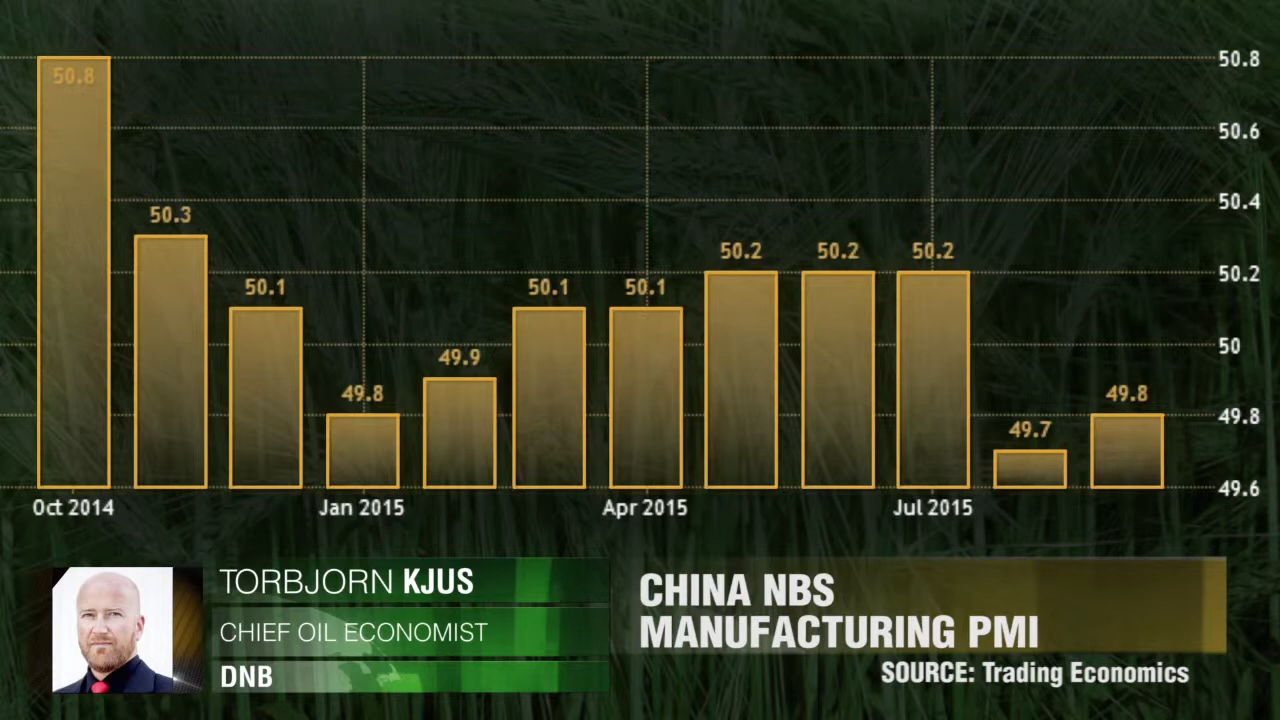 50.8
50.8
50.6
50.3
50.4
50.2
50.2
50.2
50.1
50.1
50.1
50.2
49.9
50
49.8
49.8
49.8
49.7
49.6
Oct 2014
Jan 2015
Apr 2015
Jul 2015
TORBJORN KJUS
CHIEF OIL ECONOMIST
DNB
CHINA NBS
MANUFACTURING PMI
SOURCE: Trading Economics